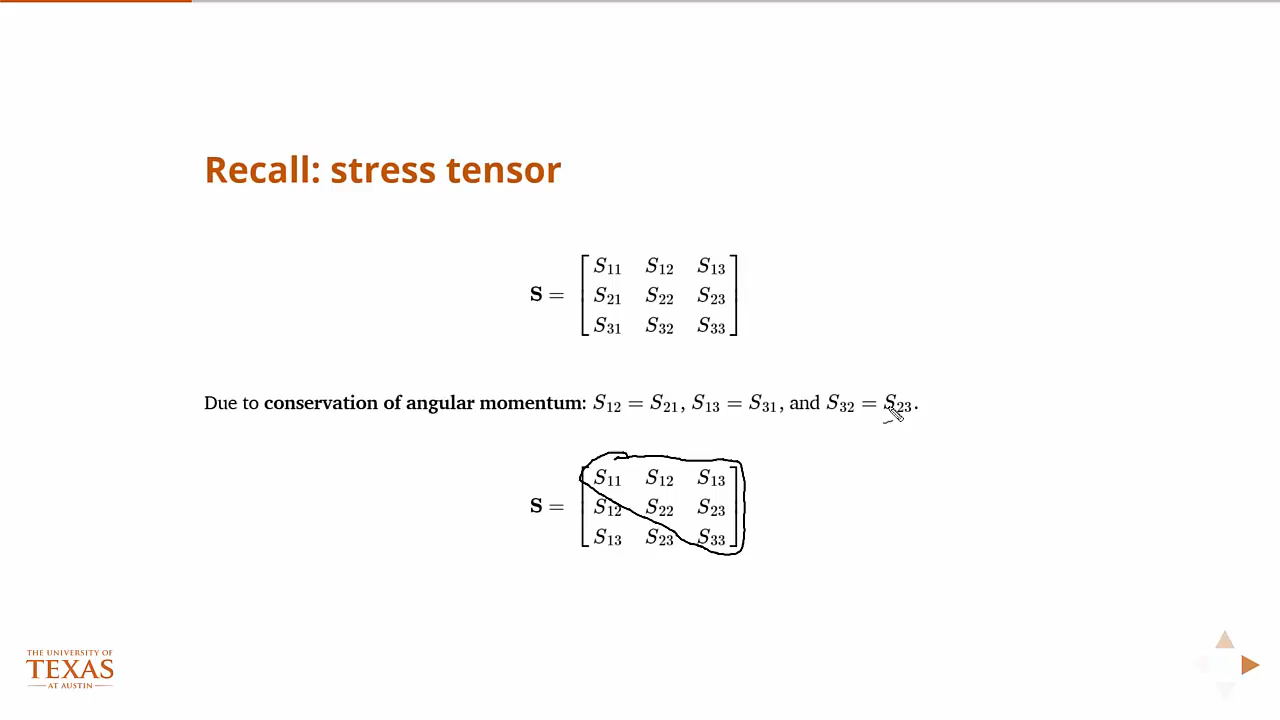 Recall: stress tensor
S₁₁ S₁₂ S₁₃
S = S₂₁ S₂₂ S₂₃
S₃₁ S₃₂ S₃₃
Due to conservation of angular momentum: S₁₂ = S₂₁, S₁₃ = S₃₁, and S₃₂ = S₂₃.
S₁₁ S₁₂ S₁₃
S = S₁₂ S₂₂ S₂₃
S₁₃ S₂₃ S₃₃
THE UNIVERSITY OF
TEXAS
AT AUSTIN